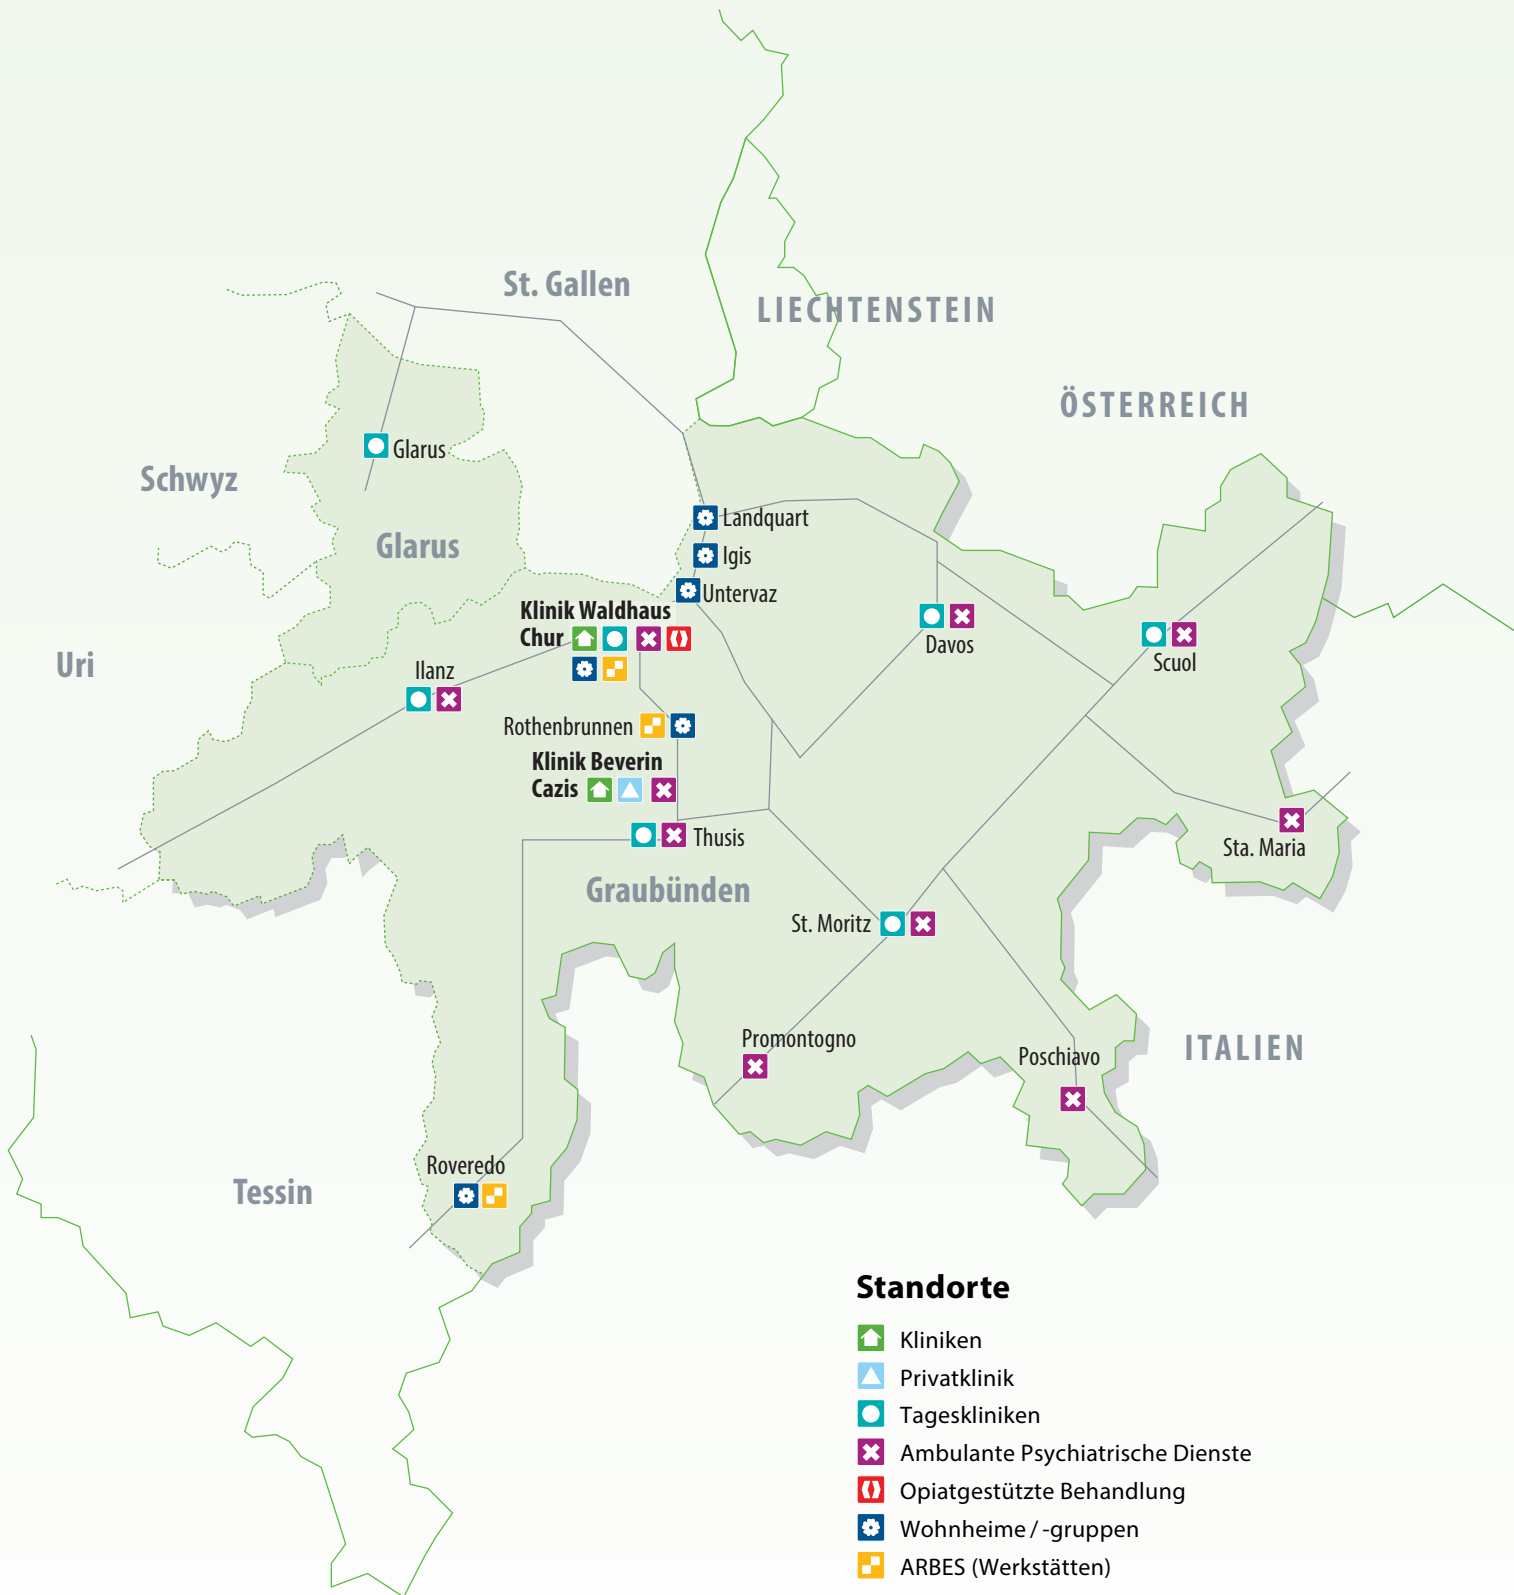 St. Gallen
LIECHTENSTEIN
ÖSTERREICH
Glarus
Schwyz
Glarus
Landquart
Igis
Untervaz
Klinik Waldhaus
Chur
Davos
Scuol
Uri
Ilanz
Rothenbrunnen
Klinik Beverin
Cazis
Thusis
Sta. Maria
Graubünden
St. Moritz
Promontogno
Poschiavo
ITALIEN
Roveredo
Tessin
Standorte
Kliniken
Privatklinik
Tageskliniken
Ambulante Psychiatrische Dienste
Opiatgestützte Behandlung
Wohnheime / -gruppen
ARBES (Werkstätten)